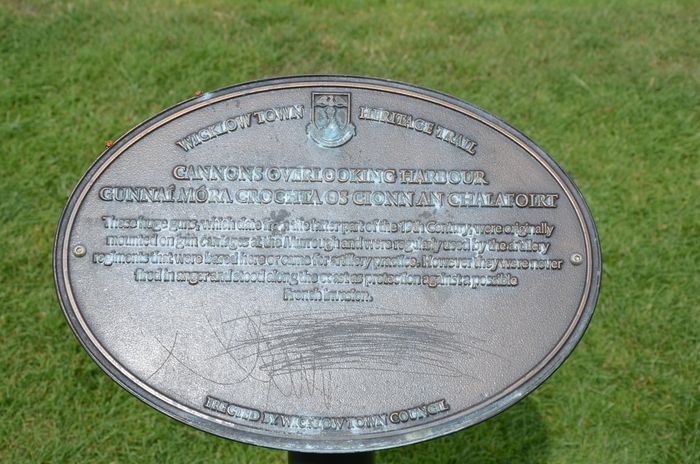 WICKLOW TOWN HERITAGE TRAIL
CANNONS OVERLOOKING HARBOUR
GUNNAÍ MÓRA CROCHTA OS CIONN AN CHALAFOIRT
These huge guns, which date from the later part of the 19th Century, were originally
mounted on gun carriages at the Murrough and were regularly used by the artillery
regiments that were based here or came for artillery practice. However they were never
fired in anger and stood along the coast as protection against a possible
French invasion.
ERECTED BY WICKLOW TOWN COUNCIL